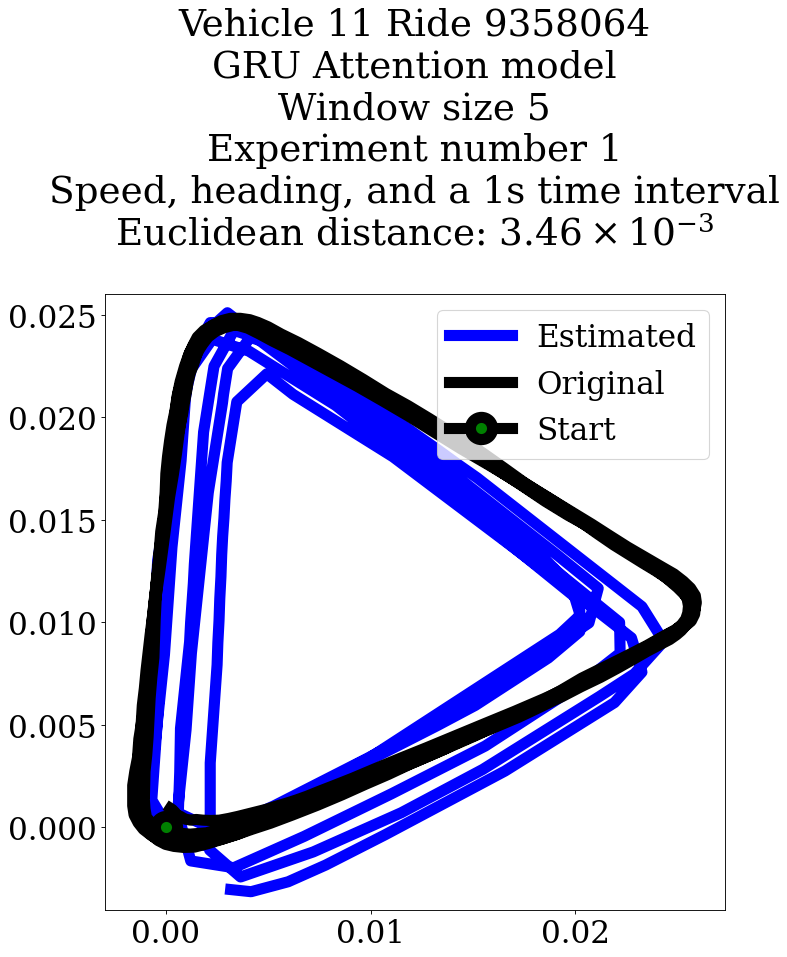 Vehicle 11 Ride 9358064
GRU Attention model
Window size 5
Experiment number 1
Speed, heading, and a 1s time interval
Euclidean distance: 3.46 × 10⁻³
0.025
0.020
0.015
0.010
0.005
0.000
Estimated
Original
Start
0.00 0.01 0.02